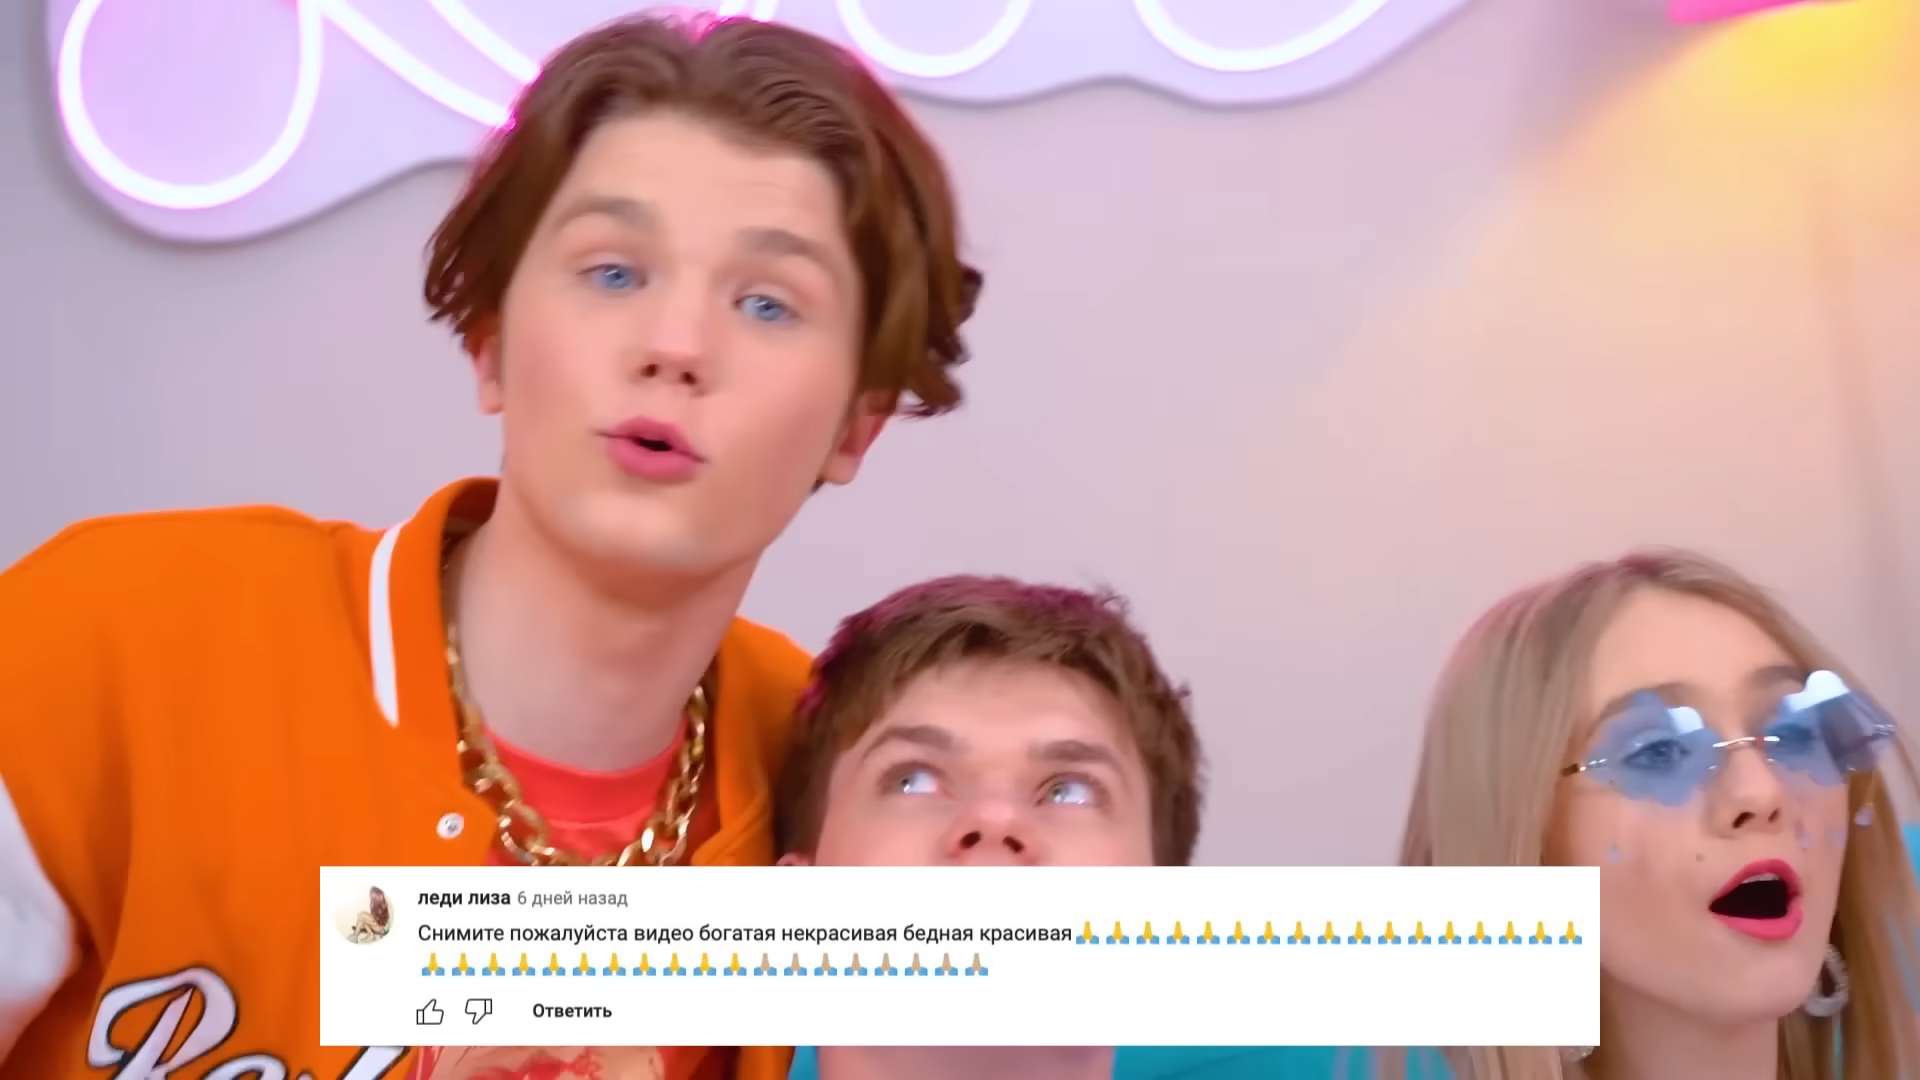 леди лиза 6 дней назад
Снимите пожалуйста видео богатая некрасивая бедная красивая🙏🙏🙏🙏🙏🙏🙏🙏🙏🙏🙏🙏🙏🙏🙏🙏🙏
🙏🙏🙏🙏🙏🙏🙏🙏🙏🙏🙏🙏🏼🙏🏼🙏🏼🙏🏼🙏🏼🙏🏼🙏🏼🙏🏼
Ответить